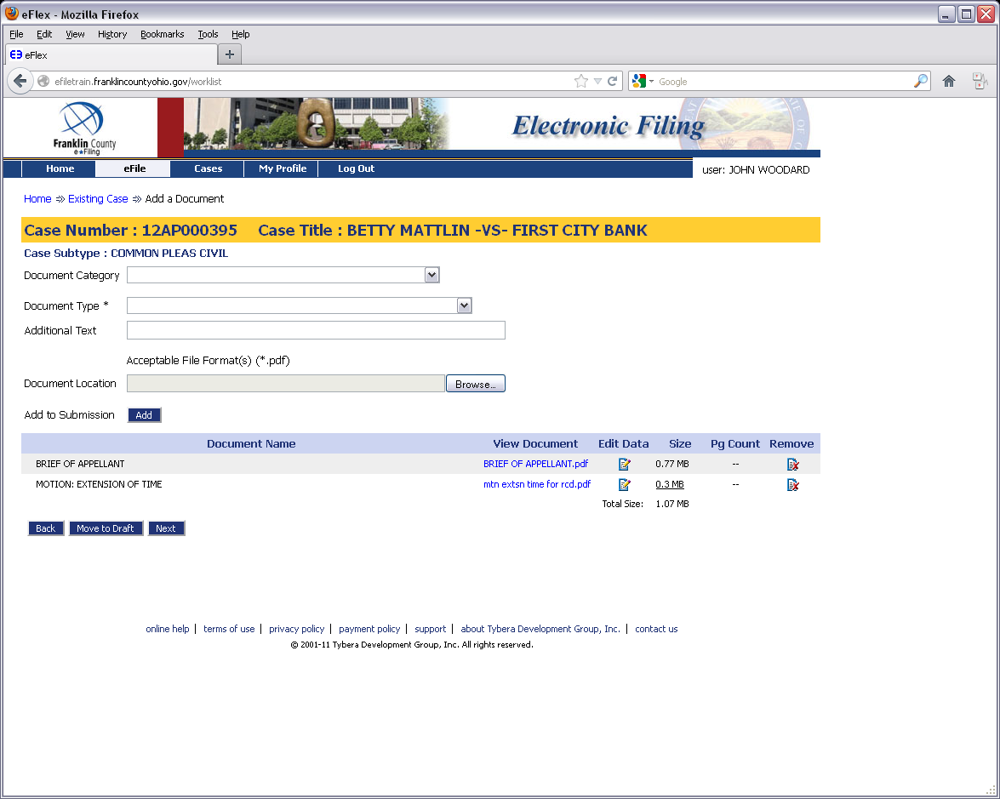 eFlex - Mozilla Firefox
File Edit View History Bookmarks Tools Help
eFlex
efiletrain.franklincountyohio.gov/worklist
Google
Electronic Filing
Franklin County
e★Filing
Home eFile Cases My Profile Log Out
user: JOHN WOODARD
Home ⇒ Existing Case ⇒ Add a Document
Case Number : 12AP000395 Case Title : BETTY MATTLIN -VS- FIRST CITY BANK
Case Subtype : COMMON PLEAS CIVIL
Document Category
Document Type *
Additional Text
Acceptable File Format(s) (*.pdf)
Document Location Browse...
Add to Submission Add
Document Name View Document Edit Data Size Pg Count Remove
BRIEF OF APPELLANT BRIEF OF APPELLANT.pdf 0.77 MB --
MOTION: EXTENSION OF TIME mtn extsn time for rcd.pdf 0.3 MB --
Total Size: 1.07 MB
Back Move to Draft Next
online help | terms of use | privacy policy | payment policy | support | about Tybera Development Group, Inc. | contact us
© 2001-11 Tybera Development Group, Inc. All rights reserved.